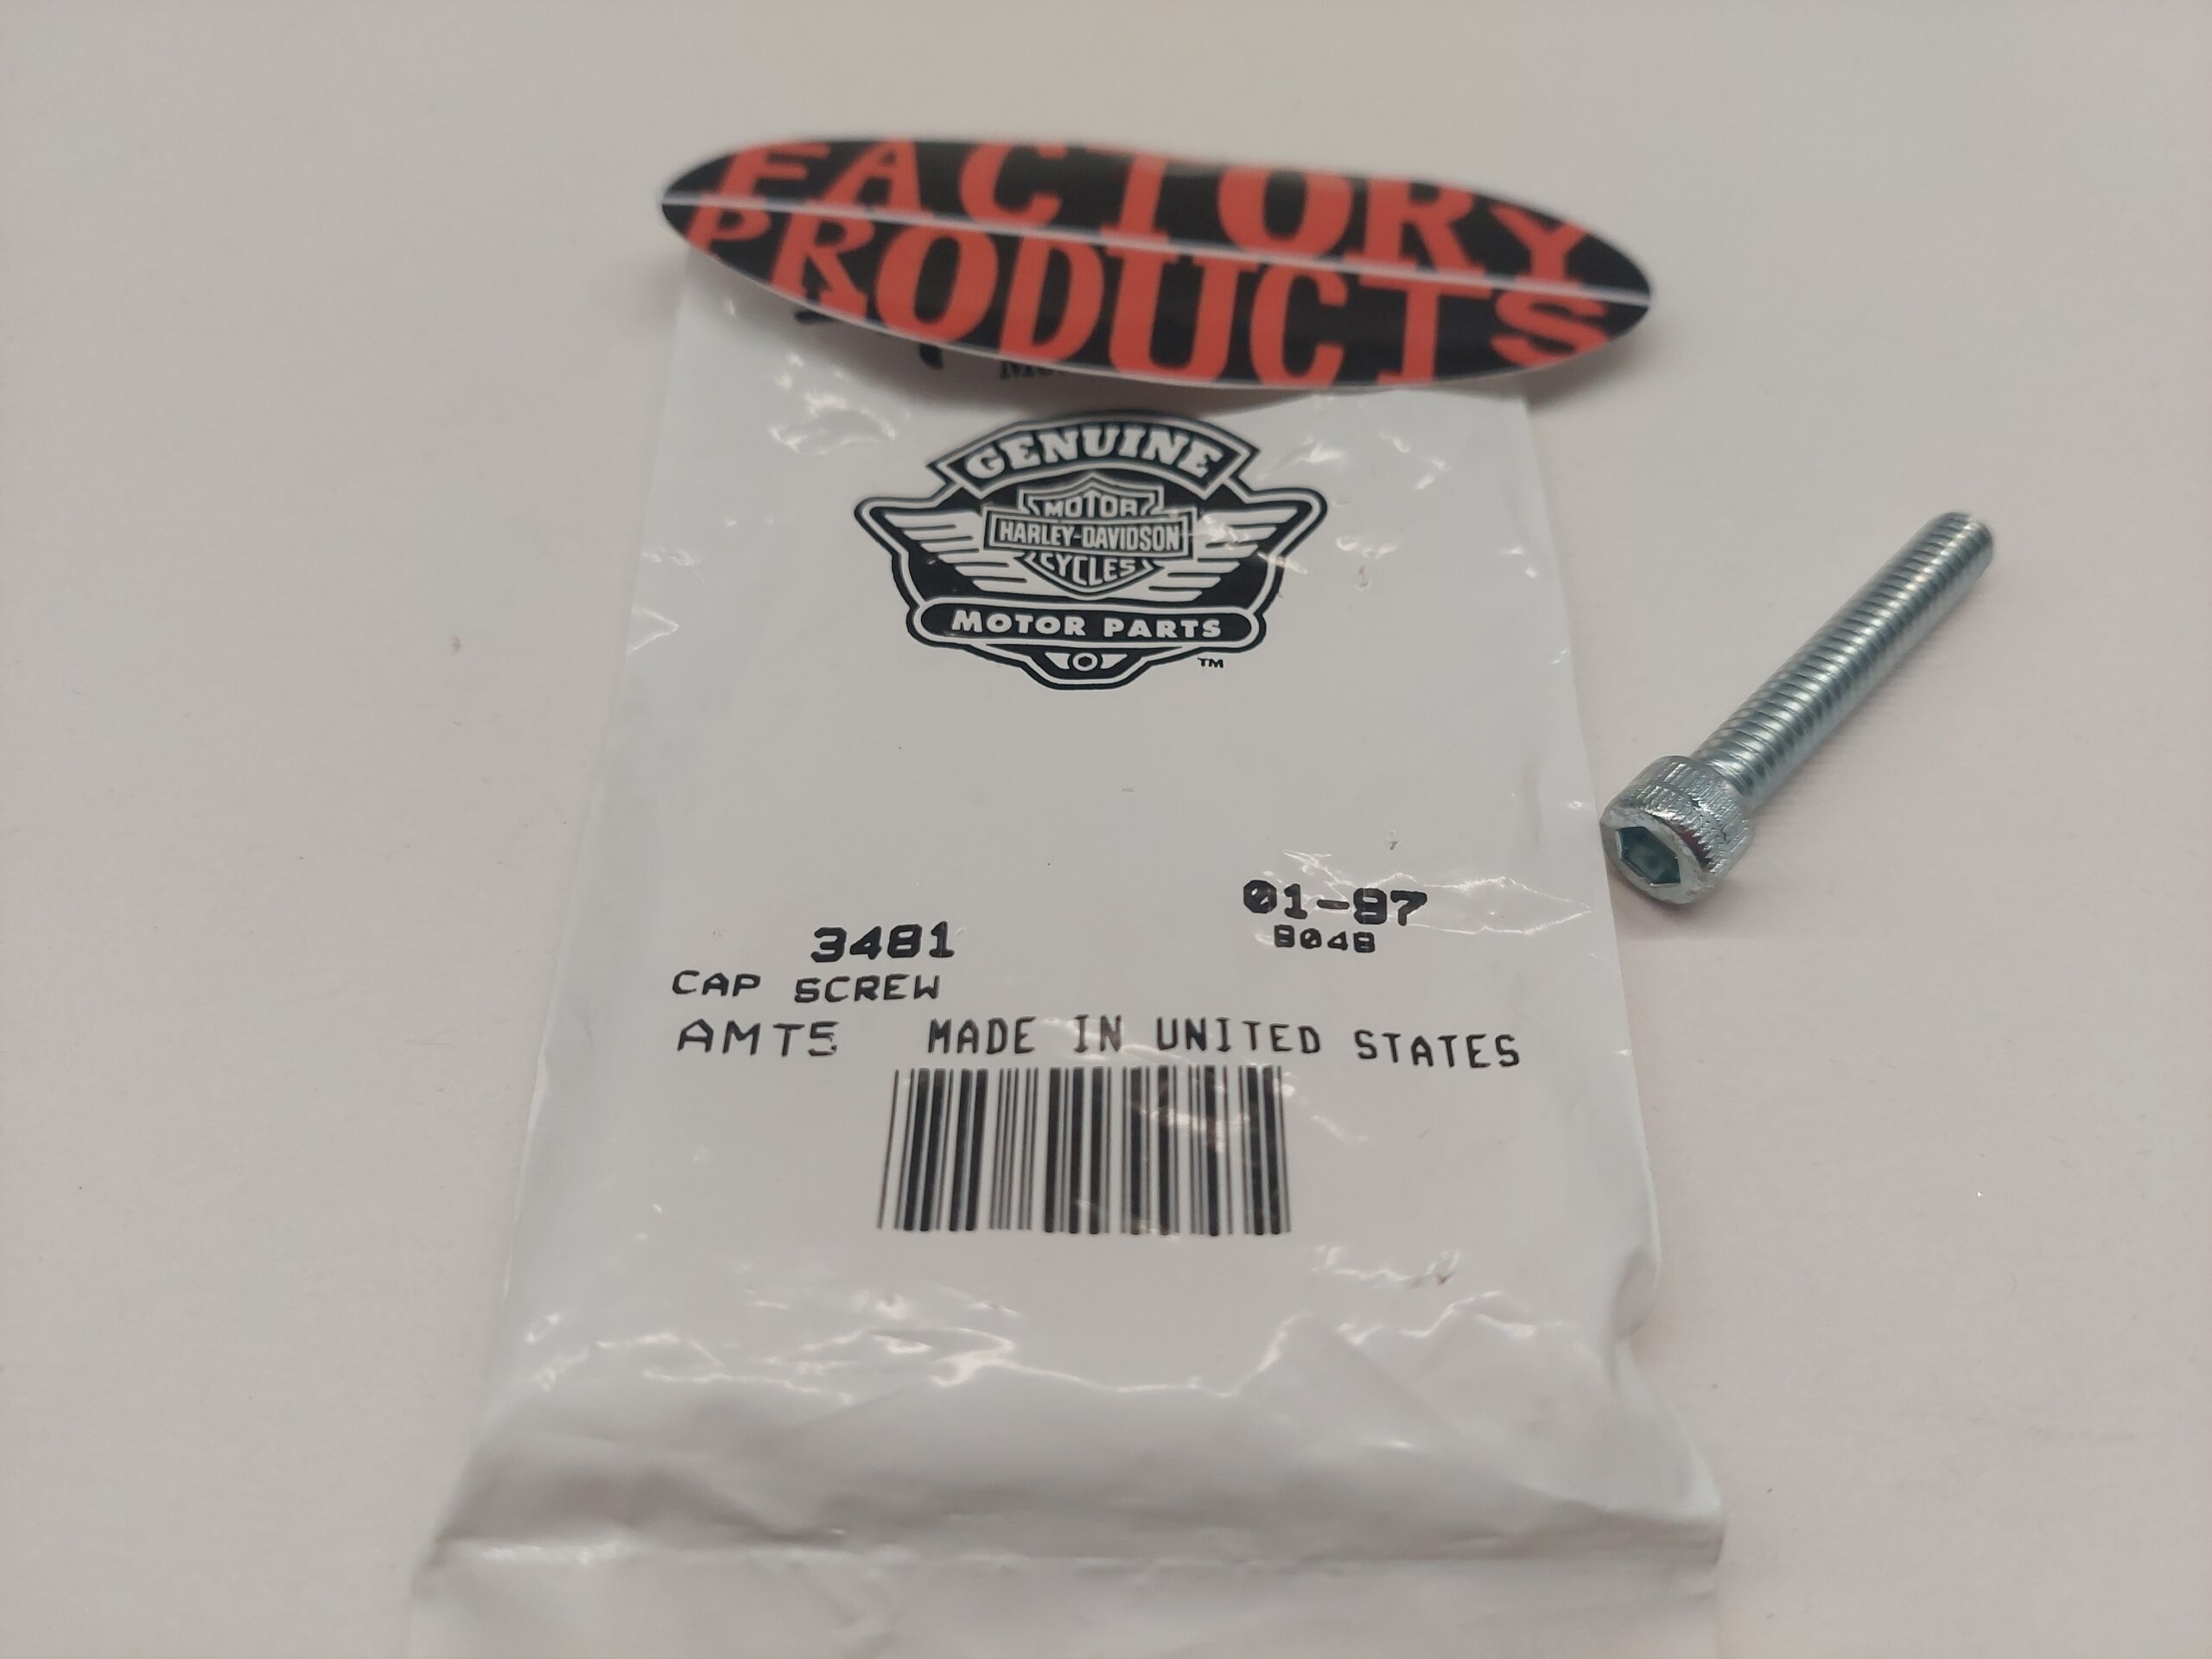 FACTORY
PRODUCTS
GENUINE
MOTOR
HARLEY-DAVIDSON
CYCLES
MOTOR PARTS
TM
01-97
3481
CAP SCREW
AMT5 MADE IN UNITED STATES